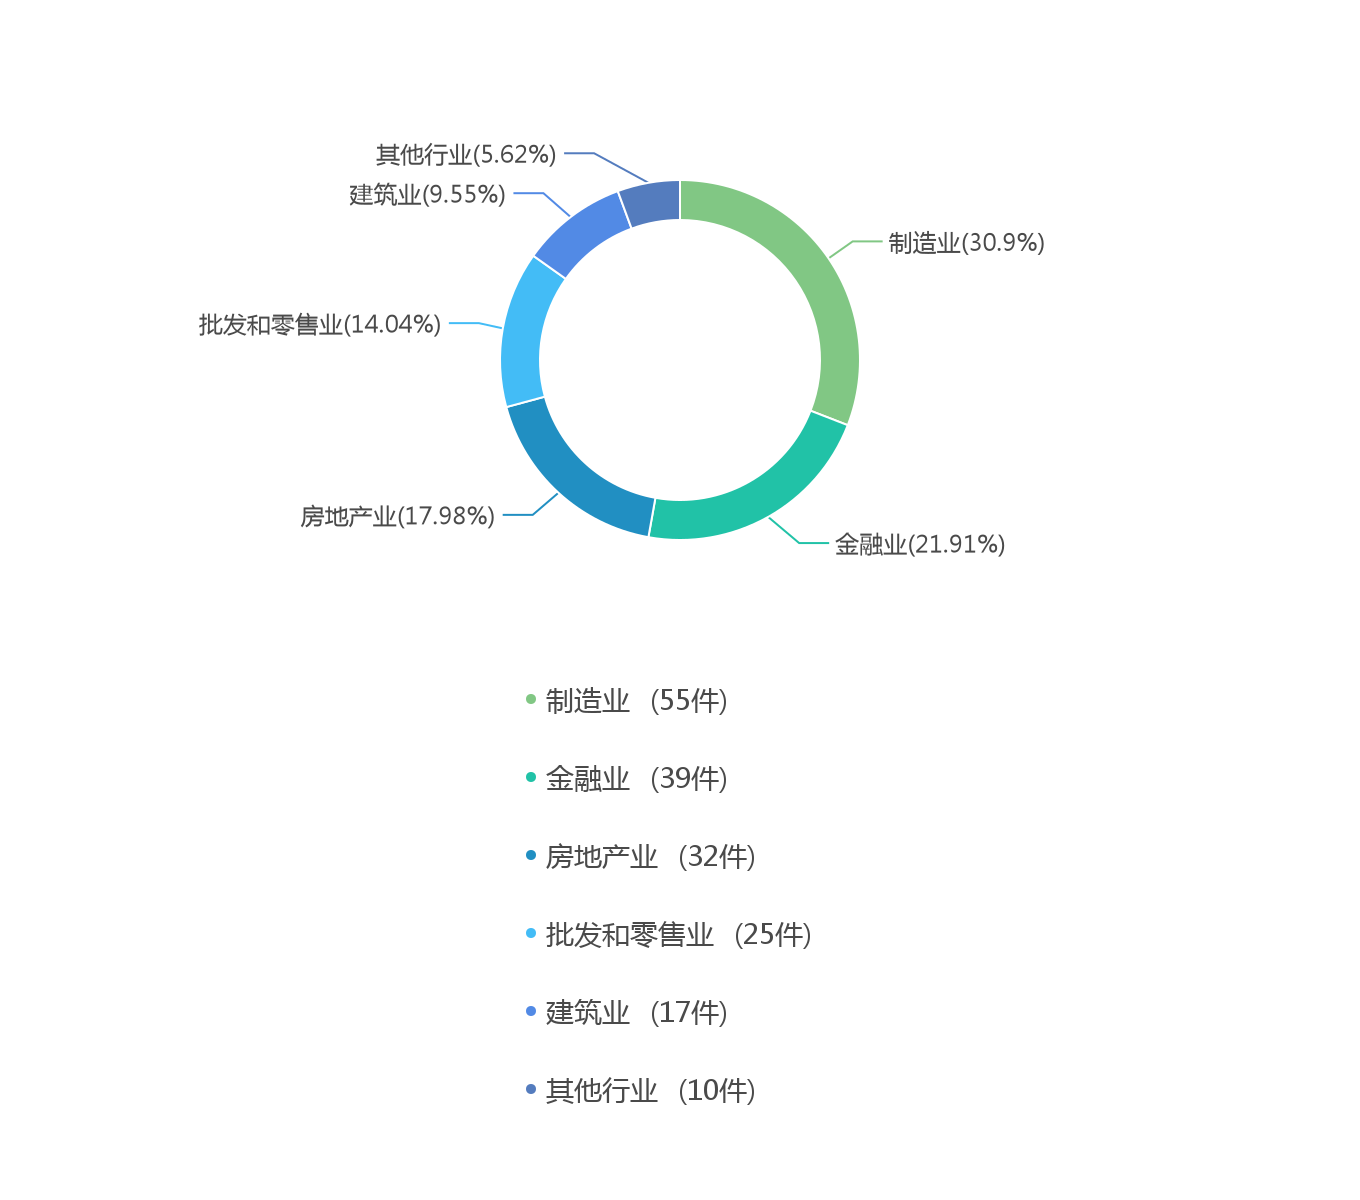 其他行业(5.62%)
建筑业(9.55%)
制造业(30.9%)
批发和零售业(14.04%)
房地产业(17.98%)
金融业(21.91%)
制造业 (55件)
金融业 (39件)
房地产业 (32件)
批发和零售业 (25件)
建筑业 (17件)
其他行业 (10件)